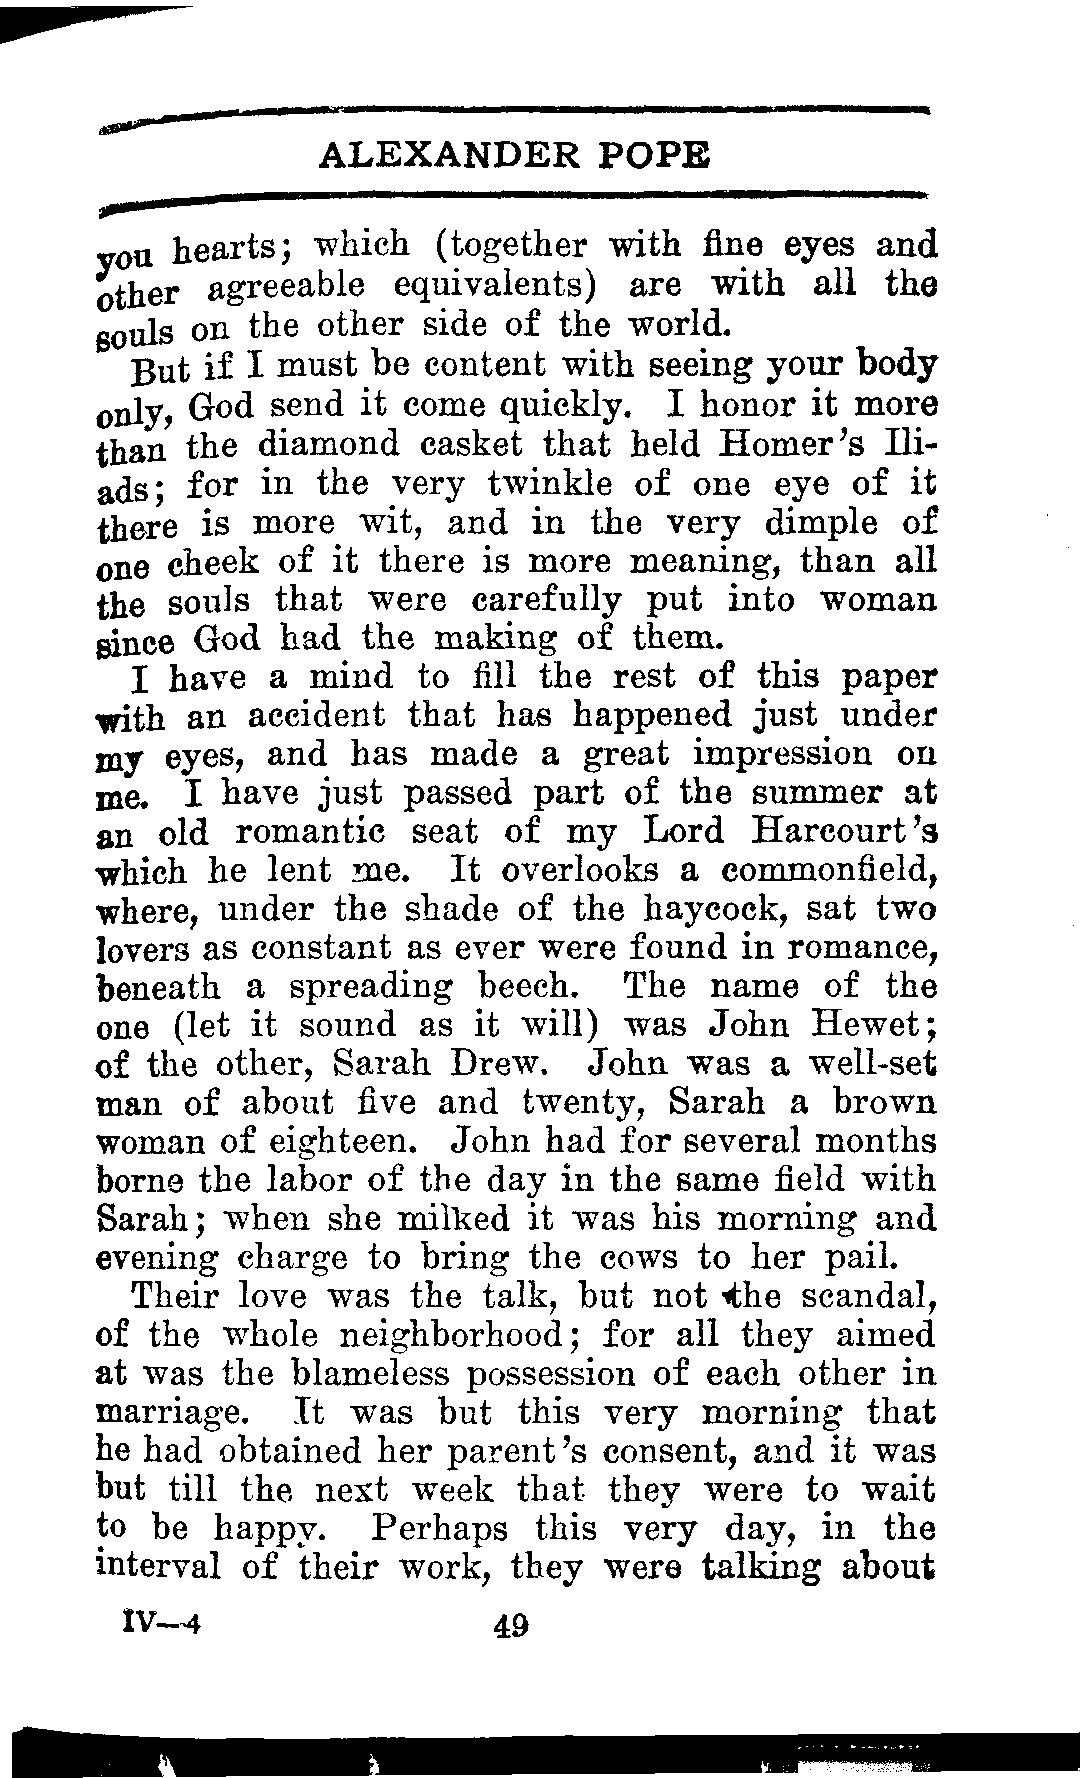 ALEXANDER POPE
you hearts; which (together with fine eyes and
other agreeable equivalents) are with all the
souls on the other side of the world.
But if I must be content with seeing your body
only, God send it come quickly. I honor it more
than the diamond casket that held Homer's Ili-
ads; for in the very twinkle of one eye of it
there is more wit, and in the very dimple of
one cheek of it there is more meaning, than all
the souls that were carefully put into woman
since God had the making of them.
I have a mind to fill the rest of this paper
with an accident that has happened just under
my eyes, and has made a great impression on
me. I have just passed part of the summer at
an old romantic seat of my Lord Harcourt's
which he lent me. It overlooks a commonfield,
where, under the shade of the haycock, sat two
lovers as constant as ever were found in romance,
beneath a spreading beech. The name of the
one (let it sound as it will) was John Hewet;
of the other, Sarah Drew. John was a well-set
man of about five and twenty, Sarah a brown
woman of eighteen. John had for several months
borne the labor of the day in the same field with
Sarah; when she milked it was his morning and
evening charge to bring the cows to her pail.
Their love was the talk, but not the scandal,
of the whole neighborhood; for all they aimed
at was the blameless possession of each other in
marriage. It was but this very morning that
he had obtained her parent's consent, and it was
but till the next week that they were to wait
to be happy. Perhaps this very day, in the
interval of their work, they were talking about
IV—4 49